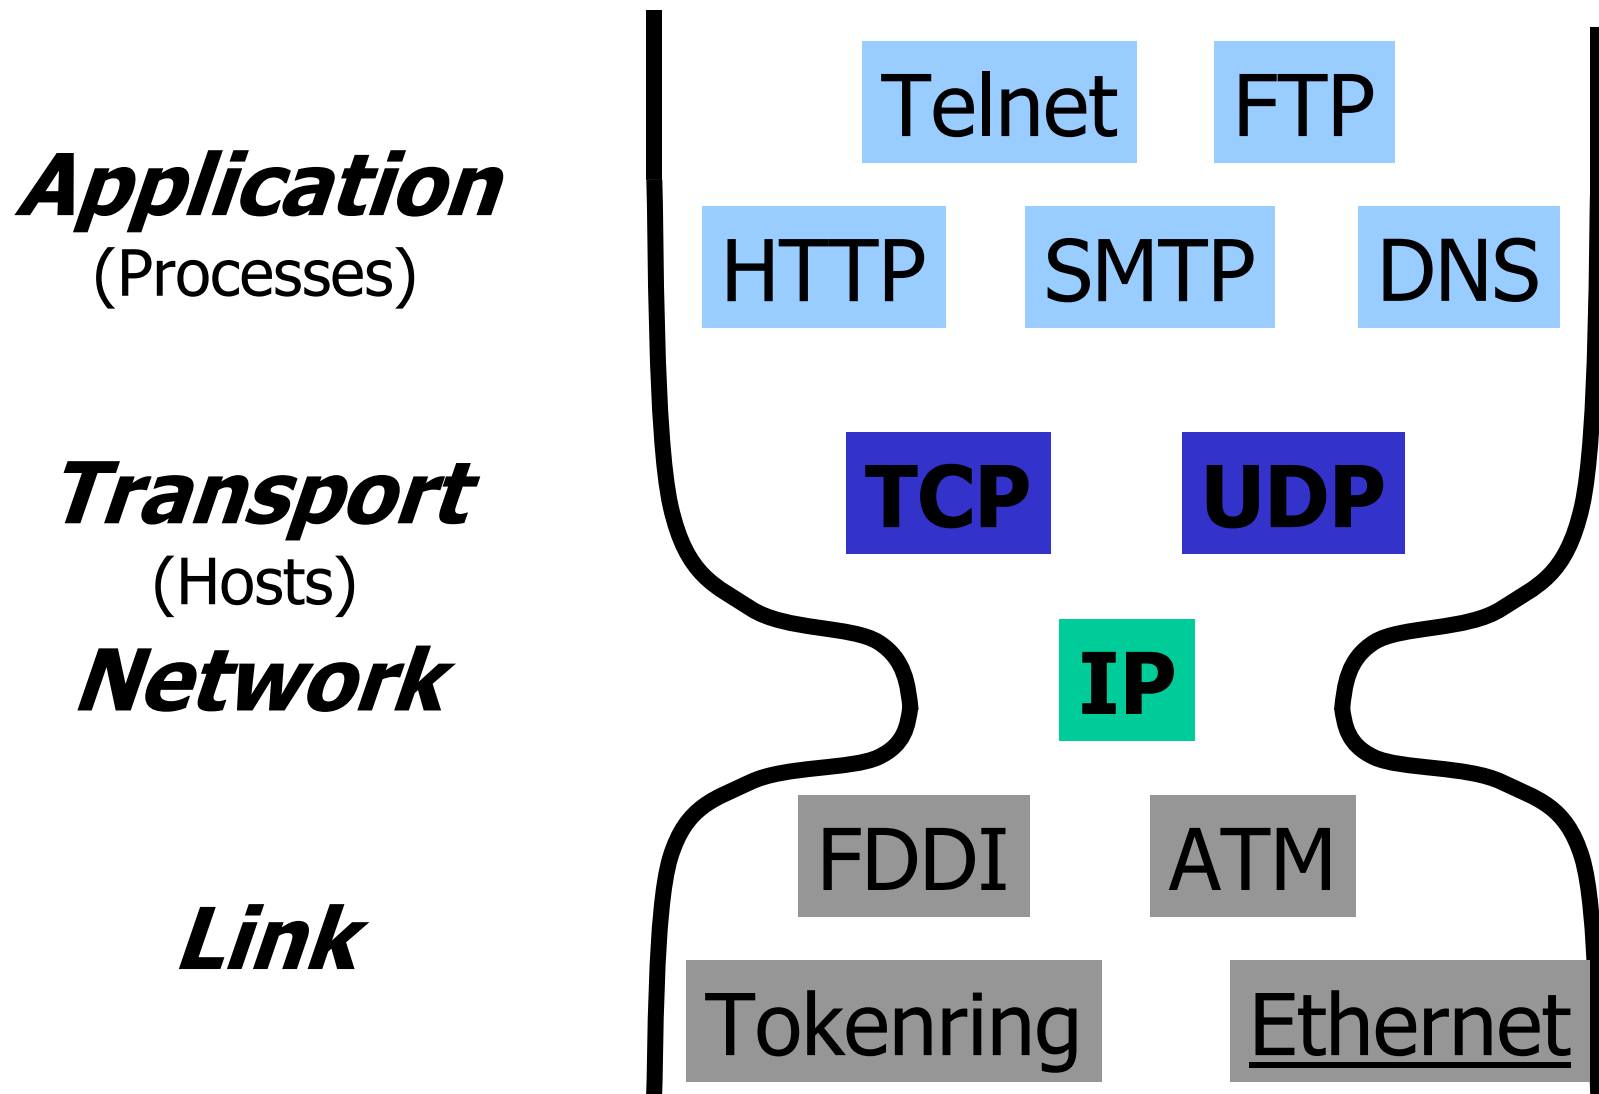 Telnet FTP
Application
(Processes)
HTTP SMTP DNS
Transport
(Hosts)
TCP UDP
Network
IP
FDDI ATM
Link
Tokenring Ethernet